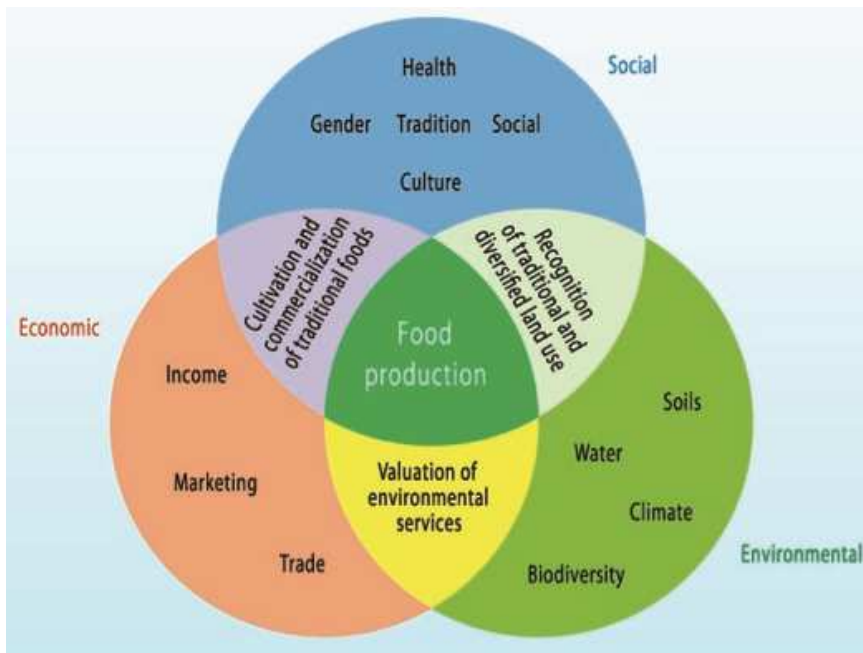 Health
Social
Gender Tradition Social
Culture
Cultivation and
commercialization
of traditional foods
Recognition
of traditional and
diversified land use
Economic
Food
production
Income
Soils
Water
Marketing
Valuation of
environmental
services
Climate
Trade
Environmental
Biodiversity